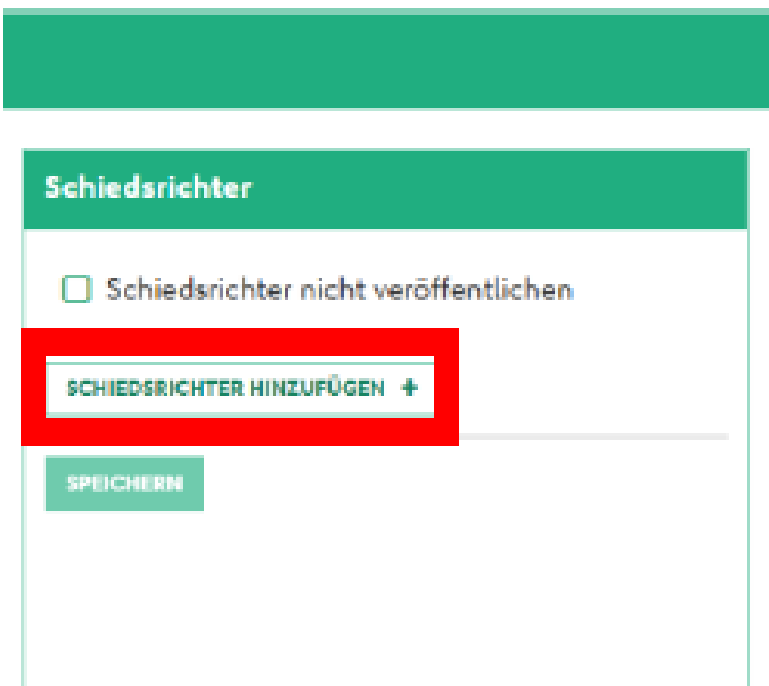 Schiedsrichter
Schiedsrichter nicht veröffentlichen
SCHIEDSRICHTER HINZUFÜGEN +
SPEICHERN